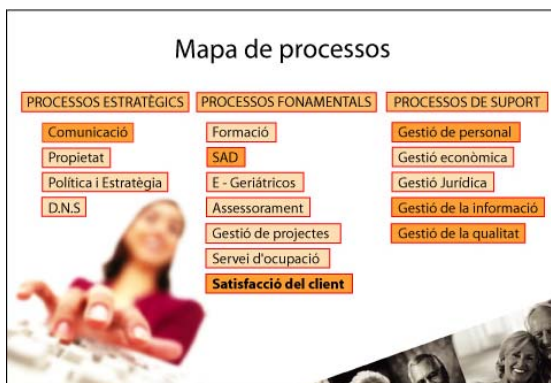 Mapa de processos
PROCESSOS ESTRATÈGICS
Comunicació
Propietat
Política i Estratègia
D.N.S
PROCESSOS FONAMENTALS
Formació
SAD
E - Geriátricos
Assessorament
Gestió de projectes
Servei d'ocupació
Satisfacció del client
PROCESSOS DE SUPORT
Gestió de personal
Gestió econòmica
Gestió Jurídica
Gestió de la informació
Gestió de la qualitat